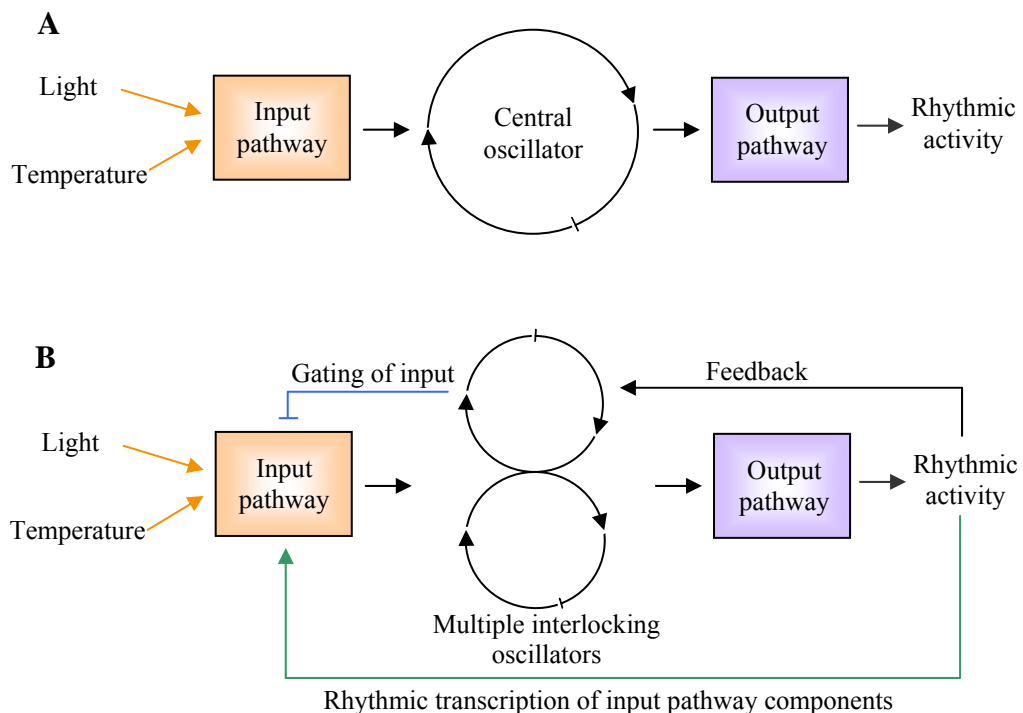 A
Light
Temperature
Input
pathway
Central
oscillator
Output
pathway
Rhythmic
activity
B
Gating of input
Feedback
Light
Temperature
Input
pathway
Output
pathway
Rhythmic
activity
Multiple interlocking
oscillators
Rhythmic transcription of input pathway components